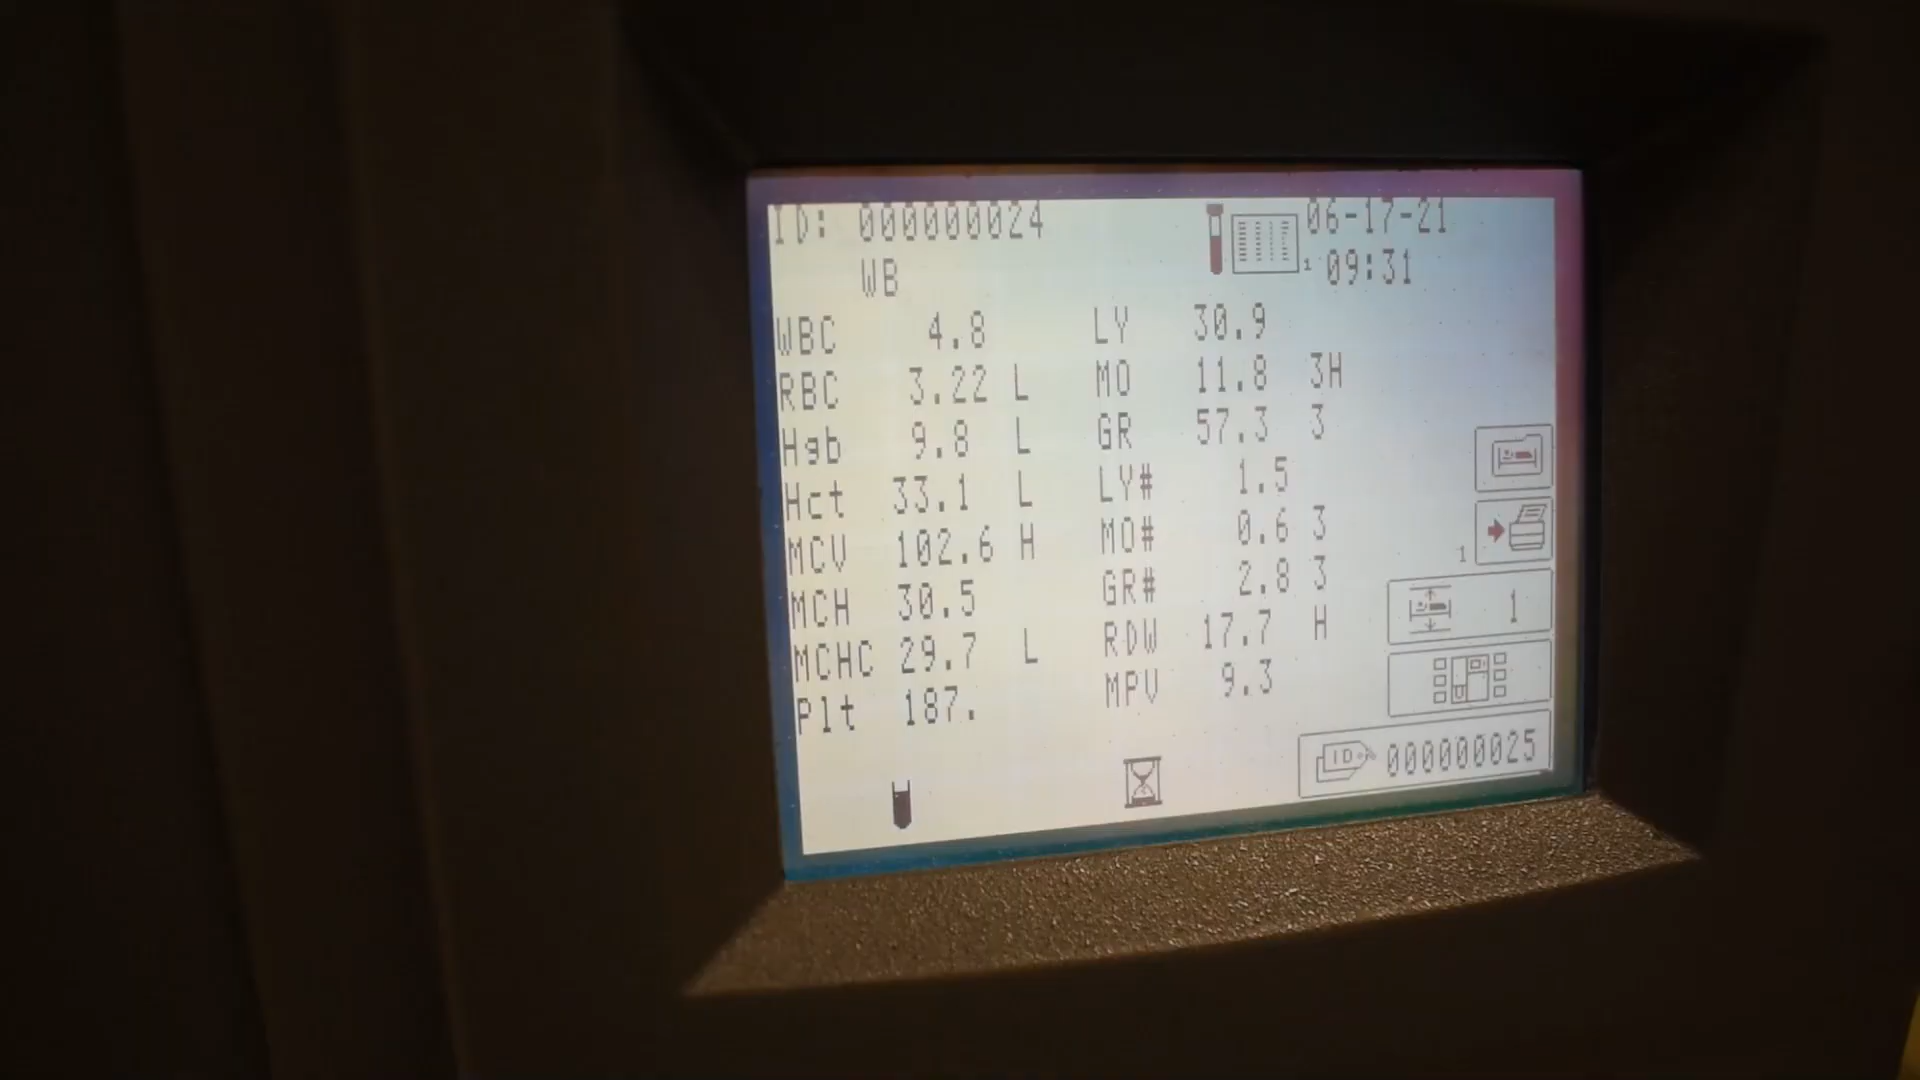 ID: 000000024 06-17-21
WB 1 09:31
WBC 4.8 LY 30.9
RBC 3.22 L MO 11.8 3H
Hgb 9.8 L GR 57.3 3
Hct 33.1 L LY# 1.5
MCV 102.6 H MO# 0.6 3
MCH 30.5 GR# 2.8 3
MCHC 29.7 L RDW 17.7 H
Plt 187. MPV 9.3
1
1
ID 000000025